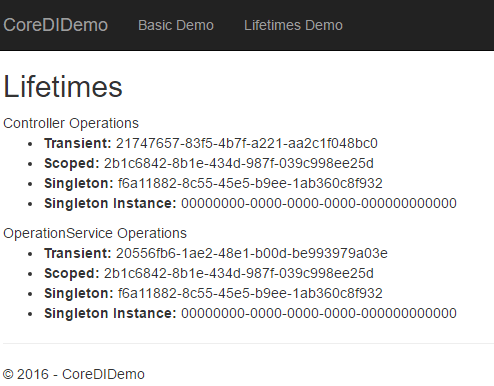 CoreDIDemo Basic Demo Lifetimes Demo
Lifetimes
Controller Operations
• Transient: 21747657-83f5-4b7f-a221-aa2c1f048bc0
• Scoped: 2b1c6842-8b1e-434d-987f-039c998ee25d
• Singleton: f6a11882-8c55-45e5-b9ee-1ab360c8f932
• Singleton Instance: 00000000-0000-0000-0000-000000000000
OperationService Operations
• Transient: 20556fb6-1ae2-48e1-b00d-be993979a03e
• Scoped: 2b1c6842-8b1e-434d-987f-039c998ee25d
• Singleton: f6a11882-8c55-45e5-b9ee-1ab360c8f932
• Singleton Instance: 00000000-0000-0000-0000-000000000000
© 2016 - CoreDIDemo